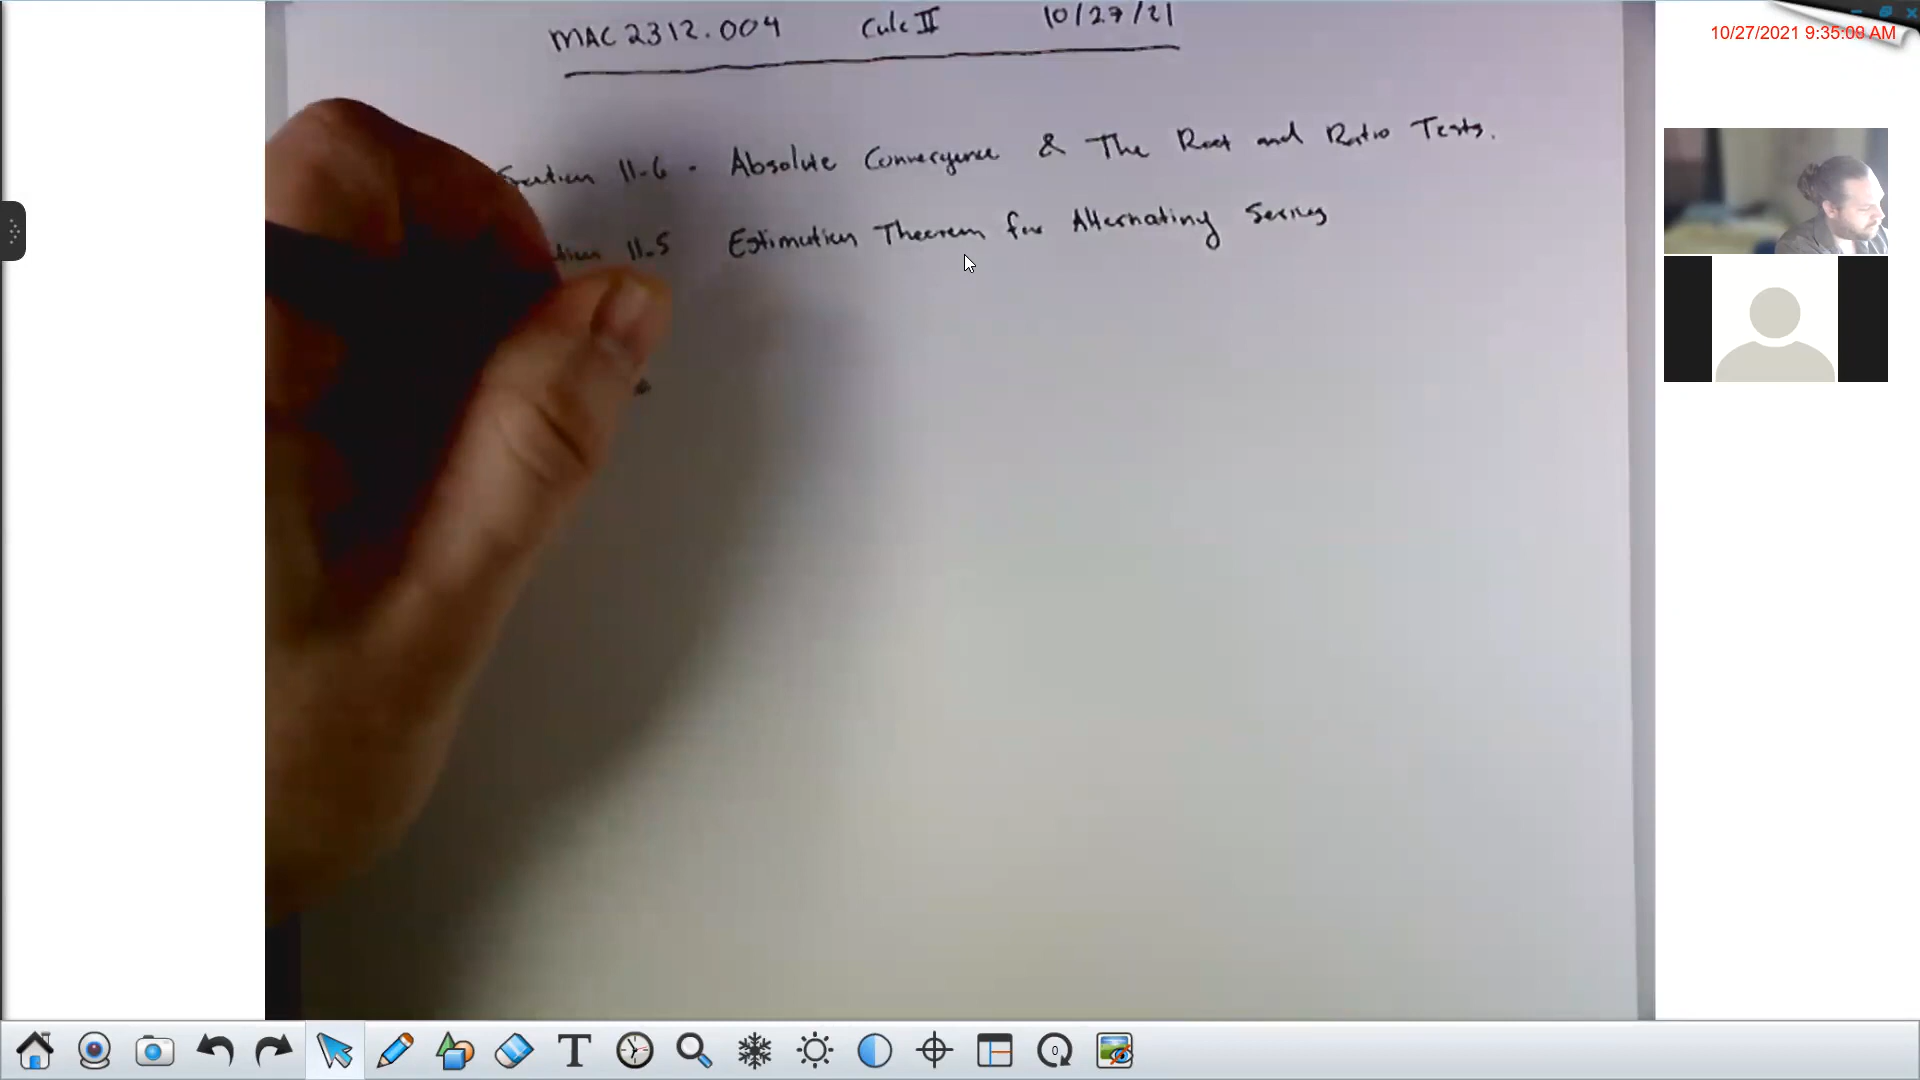 10/27/2021 9:35:09 AM
MAC 2312.004 Calc II 10/27/21
Section 11.6 - Absolute Convergence & The Root and Ratio Tests.
11.5 Estimation Theorem for Alternating Series
T
0